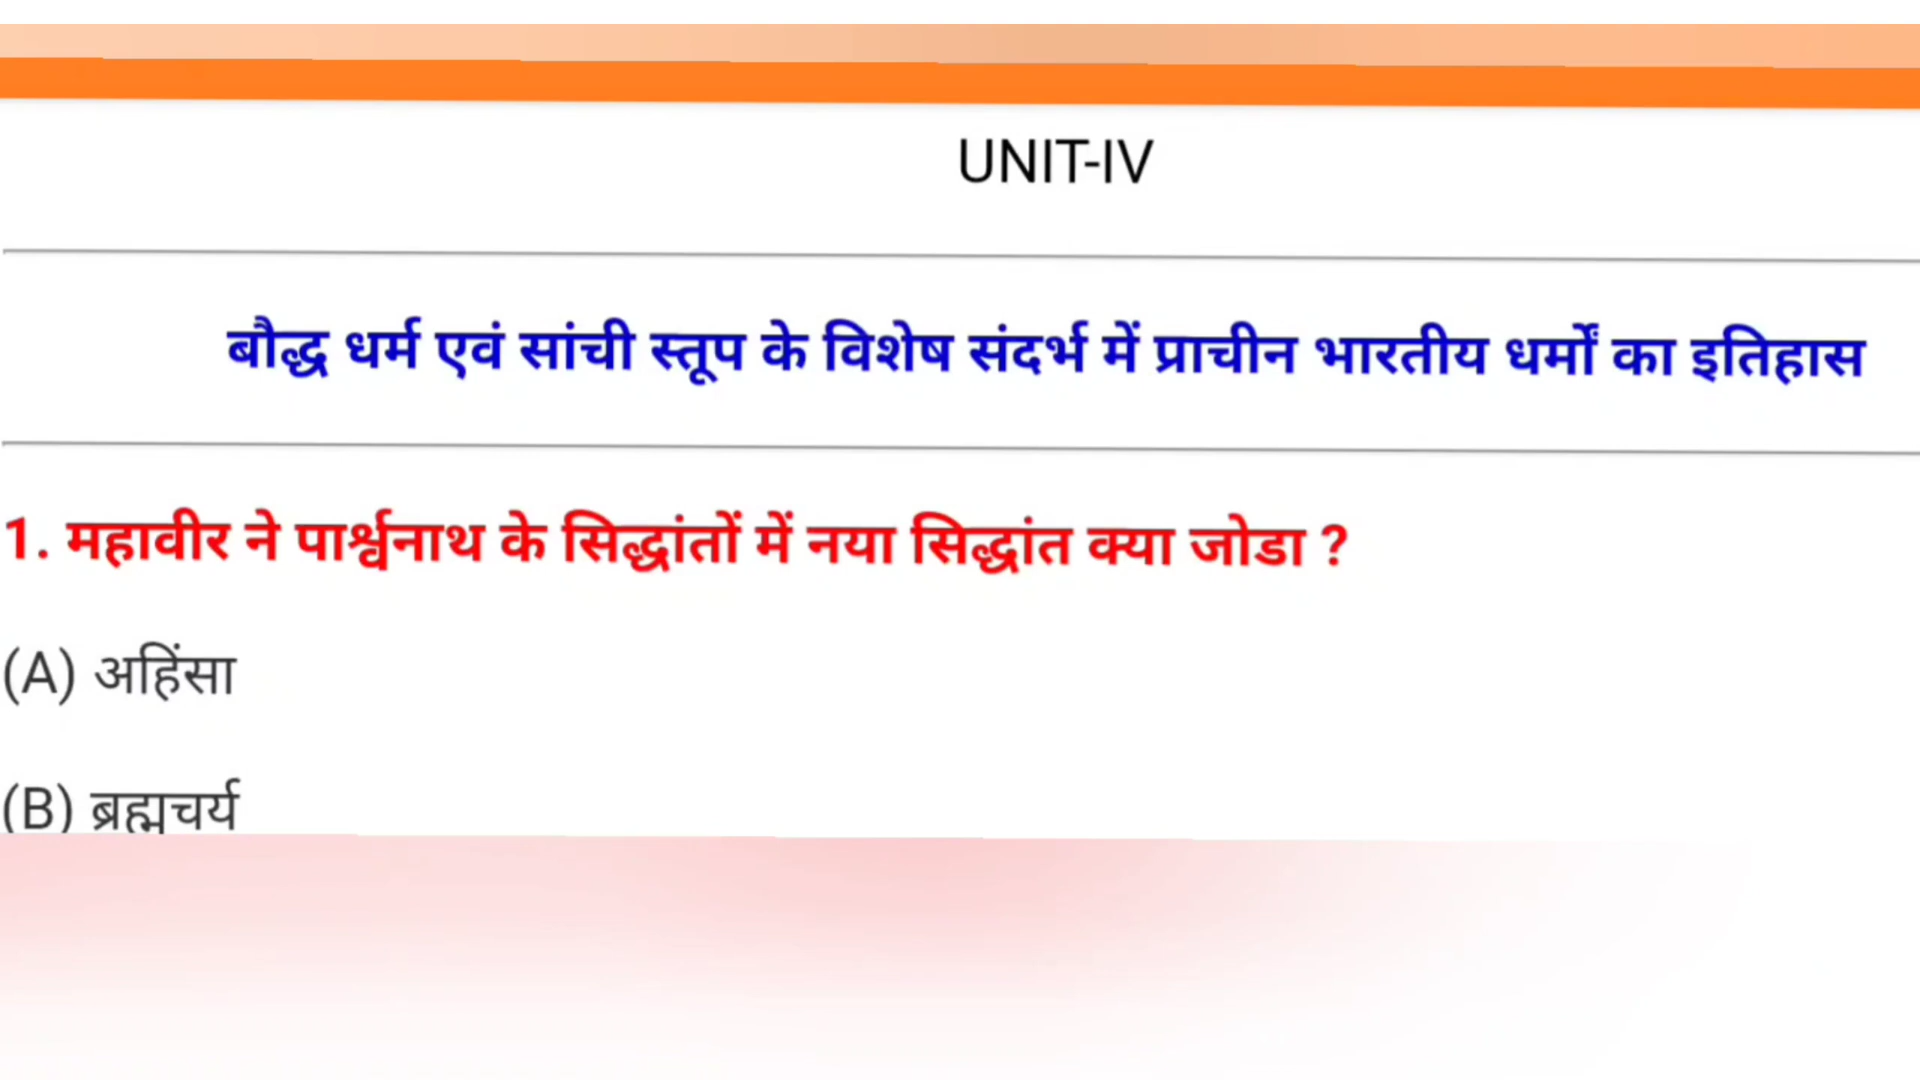 UNIT-IV
बौद्ध धर्म एवं सांची स्तूप के विशेष संदर्भ में प्राचीन भारतीय धर्मों का इतिहास
1. महावीर ने पार्श्वनाथ के सिद्धांतों में नया सिद्धांत क्या जोडा ?
(A) अहिंसा
(B) ब्रह्मचर्य